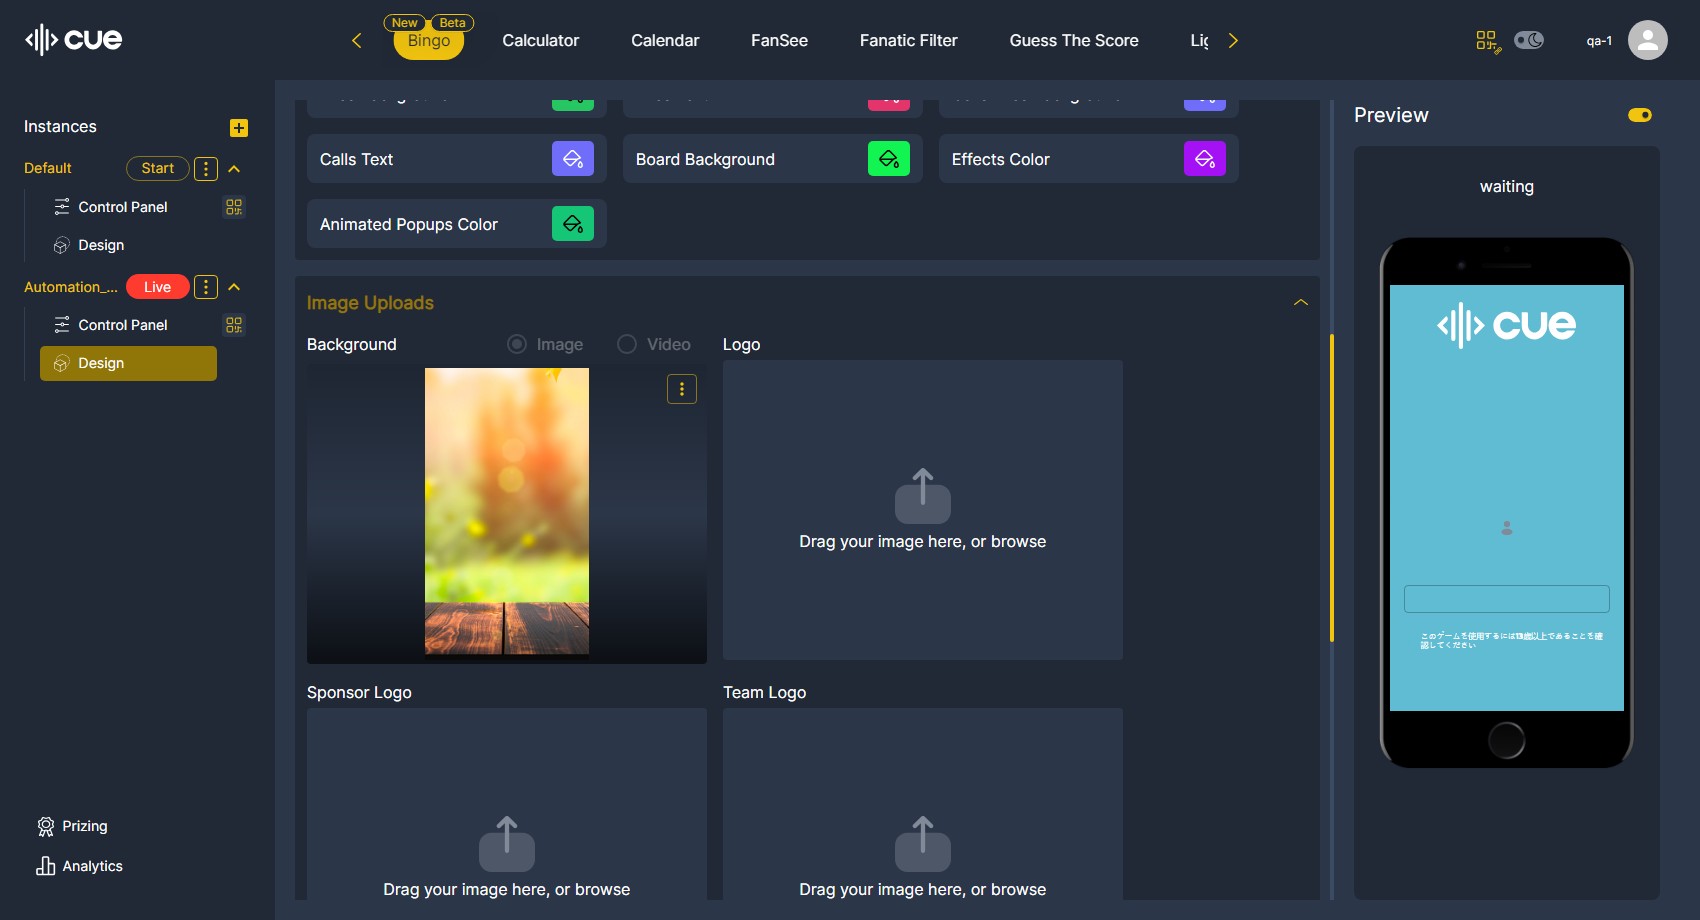 cue
New
Beta
Bingo
Calculator
Calendar
FanSee
Fanatic Filter
Guess The Score
qa-1
Instances
Default
Start
Control Panel
Design
Automation_...
Live
Control Panel
Design
Prizing
Analytics
Calls Text
Board Background
Effects Color
Animated Popups Color
Image Uploads
Background
Image
Video
Logo
Drag your image here, or browse
Sponsor Logo
Team Logo
Drag your image here, or browse
Drag your image here, or browse
Preview
waiting
cue
このゲームを使用するには13歳以上であることを確
認してください